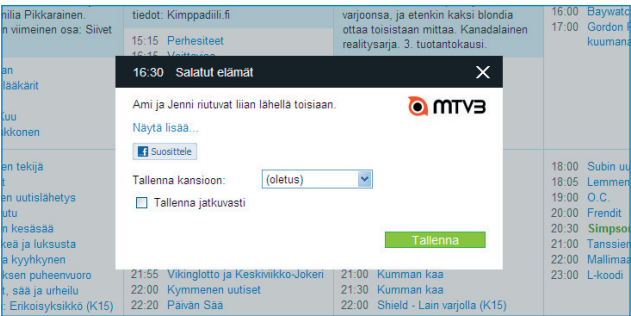 milia Pikkarainen.
n viimeinen osa: Siivet
an
lääkärit
Kuu
kkonen
en tekijä
t
en uutislähetys
utu
n kesäsää
keä ja luksusta
a kyyhkynen
ksen puheenvuoro
t, sää ja urheilu
: Erikoisyksikkö (K15)
tiedot: Kimppadiili.fi
15:15 Perhesiteet
varjoonsa, ja etenkin kaksi blondia
ottaa toisistaan mittaa. Kanadalainen
realitysarja. 3. tuotantokausi.
16:00 Baywatc
17:00 Gordon F
kuumana
16:30 Salatut elämät X
Ami ja Jenni riutuvat liian lähellä toisiaan.
MTV3
Näytä lisää...
f Suosittele
Tallenna kansioon: (oletus)
Tallenna jatkuvasti
Tallenna
21:55 Vikinglotto ja Keskiviikko-Jokeri
22:00 Kymmenen uutiset
22:20 Päivän Sää
21:00 Kumman kaa
21:30 Kumman kaa
22:00 Shield - Lain varjolla (K15)
18:00 Subin uu
18:05 Lemmen
19:00 O.C.
20:00 Frendit
20:30 Simpson
21:00 Tanssien
22:00 Mallimaa
23:00 L-koodi